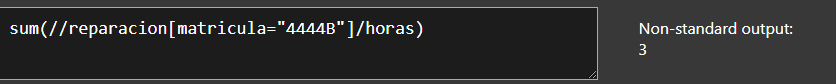 sum(//reparacion[matricula="4444B"]/horas)
Non-standard output:
3